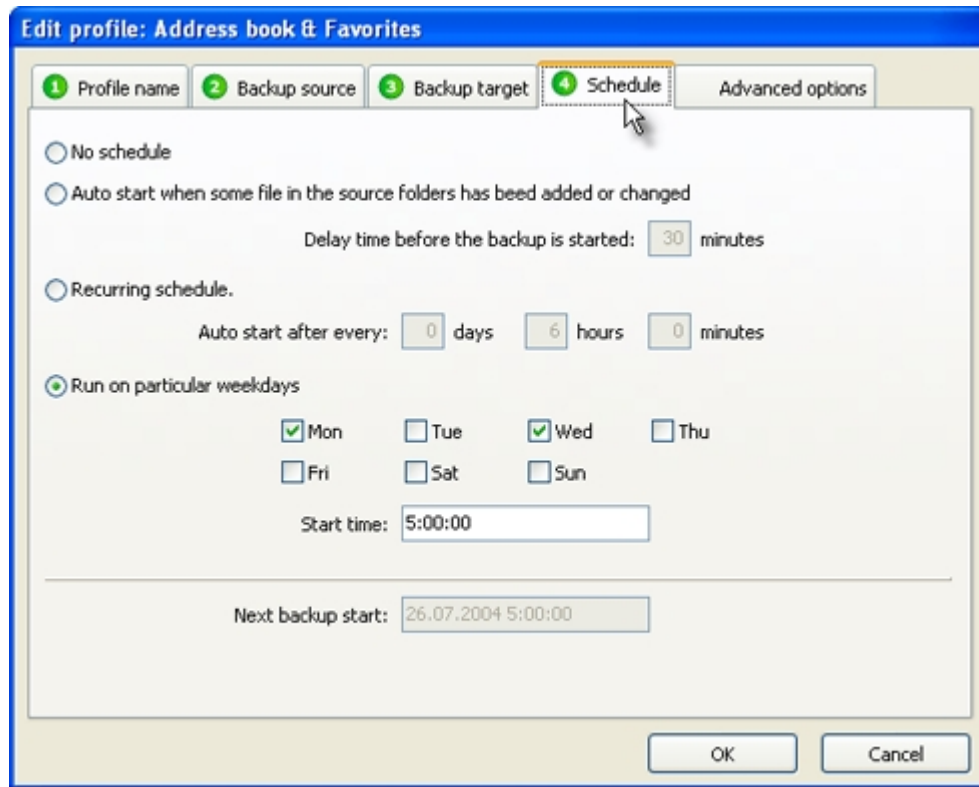 Edit profile: Address book & Favorites
1 Profile name 2 Backup source 3 Backup target 4 Schedule Advanced options
No schedule
Auto start when some file in the source folders has beed added or changed
Delay time before the backup is started: 30 minutes
Recurring schedule.
Auto start after every: 0 days 6 hours 0 minutes
Run on particular weekdays
Mon Tue Wed Thu
Fri Sat Sun
Start time: 5:00:00
Next backup start: 26.07.2004 5:00:00
OK Cancel